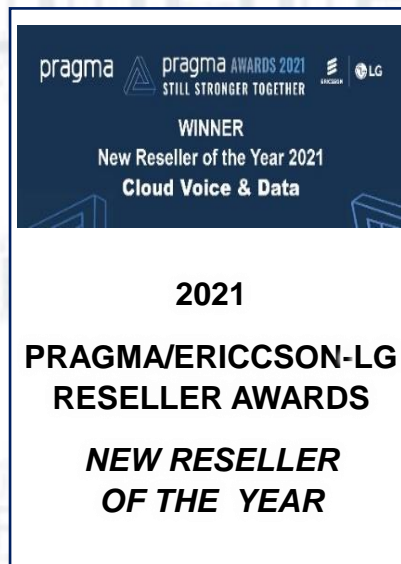 pragma
pragma AWARDS 2021
STILL STRONGER TOGETHER
ERICSSON
LG
WINNER
New Reseller of the Year 2021
Cloud Voice & Data
2021
PRAGMA/ERICCSON-LG
RESELLER AWARDS
NEW RESELLER
OF THE YEAR